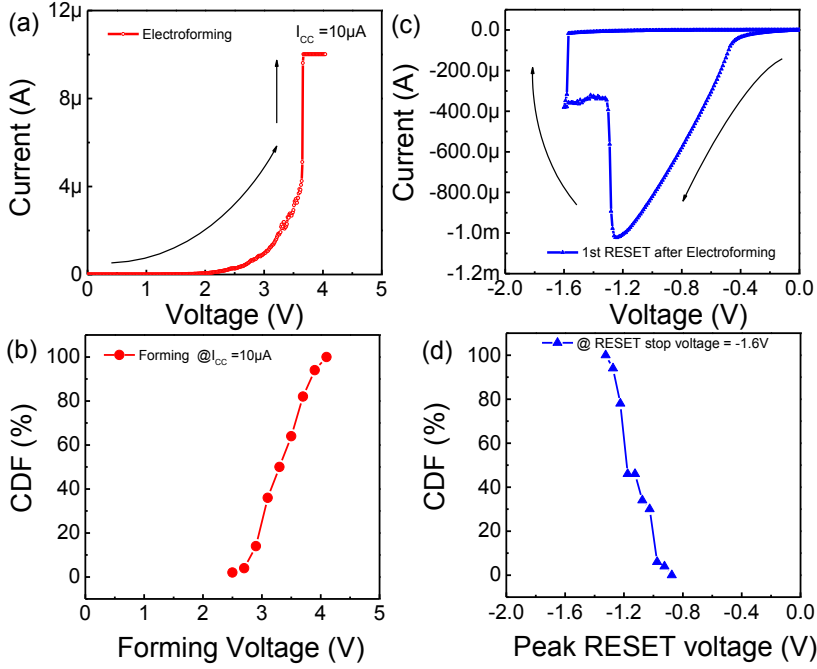 (a)
Electroforming
I_CC =10μA
12μ
8μ
4μ
0
Current (A)
0 1 2 3 4 5
Voltage (V)
(c)
0.0
-200.0μ
-400.0μ
-600.0μ
-800.0μ
-1.0m
-1.2m
Current (A)
1st RESET after Electroforming
-2.0 -1.6 -1.2 -0.8 -0.4 0.0
Voltage (V)
(b)
Forming @I_CC =10μA
100
80
60
40
20
0
CDF (%)
0 1 2 3 4 5
Forming Voltage (V)
(d)
@ RESET stop voltage = -1.6V
100
80
60
40
20
0
CDF (%)
-2.0 -1.6 -1.2 -0.8 -0.4 0.0
Peak RESET voltage (V)